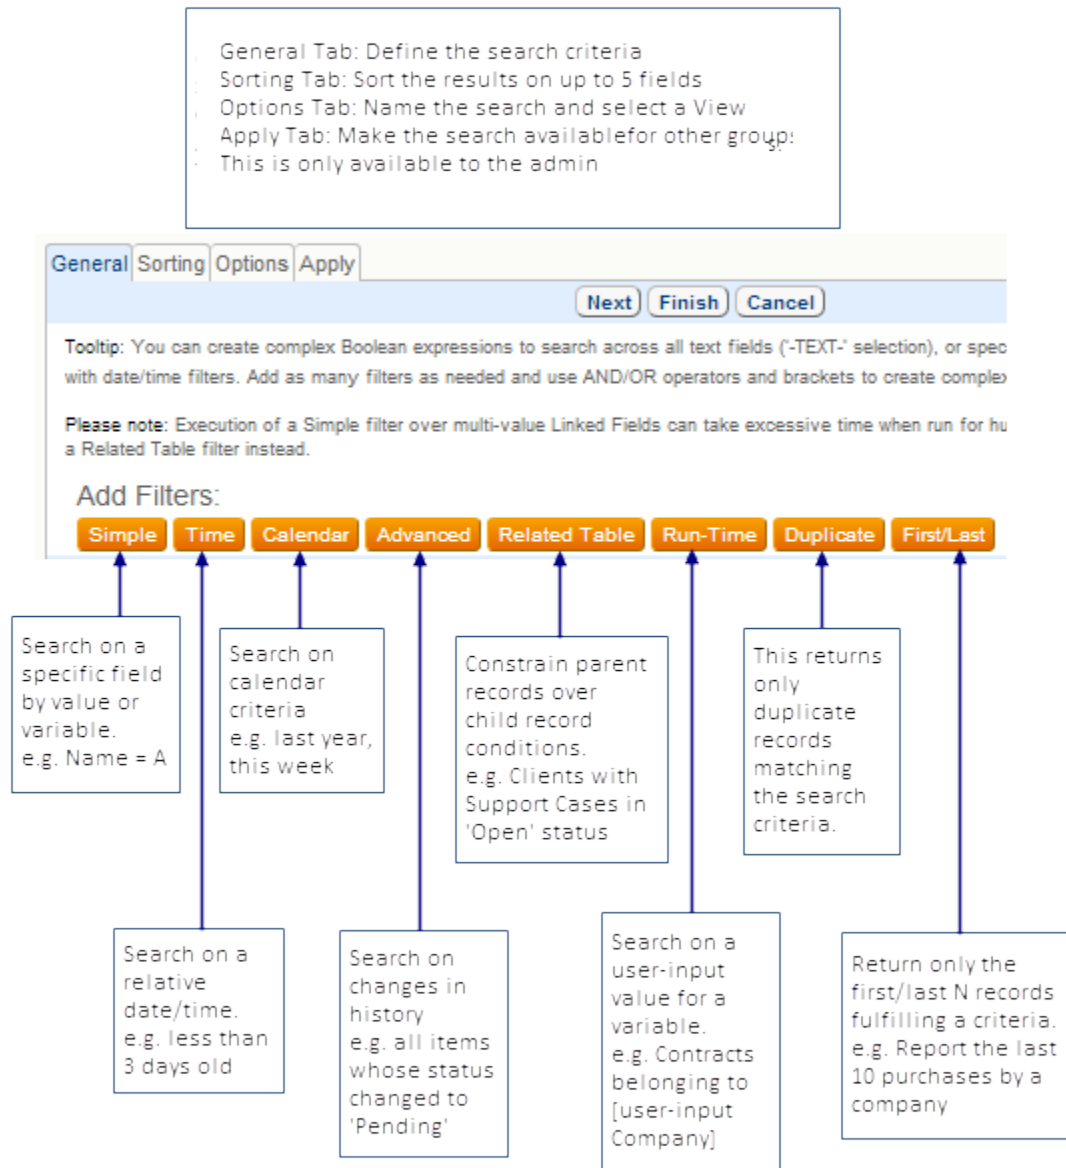 General Tab: Define the search criteria
Sorting Tab: Sort the results on up to 5 fields
Options Tab: Name the search and select a View
Apply Tab: Make the search availablefor other groups.
This is only available to the admin
General Sorting Options Apply
Next Finish Cancel
Tooltip: You can create complex Boolean expressions to search across all text fields ('-TEXT-' selection), or spec
with date/time filters. Add as many filters as needed and use AND/OR operators and brackets to create complex
Please note: Execution of a Simple filter over multi-value Linked Fields can take excessive time when run for hu
a Related Table filter instead.
Add Filters:
Simple Time Calendar Advanced Related Table Run-Time Duplicate First/Last
Search on a
specific field
by value or
variable.
e.g. Name = A
Search on
calendar
criteria
e.g. last year,
this week
Constrain parent
records over
child record
conditions.
e.g. Clients with
Support Cases in
'Open' status
This returns
only
duplicate
records
matching
the search
criteria.
Search on a
relative
date/time.
e.g. less than
3 days old
Search on
changes in
history
e.g. all items
whose status
changed to
'Pending'
Search on a
user-input
value for a
variable.
e.g. Contracts
belonging to
[user-input
Company]
Return only the
first/last N records
fulfilling a criteria.
e.g. Report the last
10 purchases by a
company